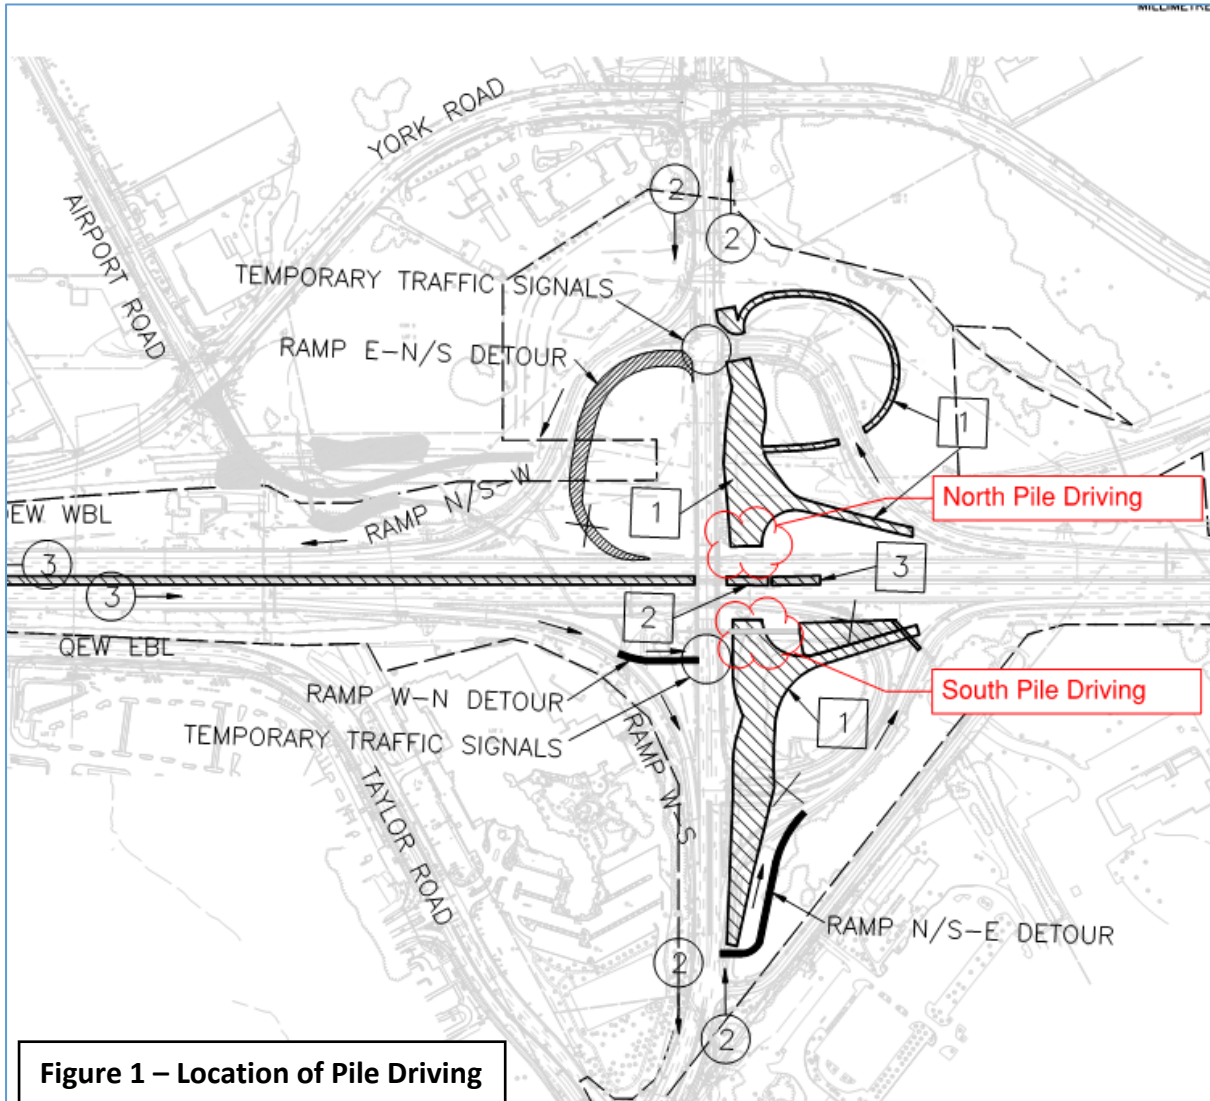 MILLIMETRE
YORK ROAD
AIRPORT ROAD
2
2
TEMPORARY TRAFFIC SIGNALS
RAMP E-N/S DETOUR
1
North Pile Driving
RAMP N/S-W
1
QEW WBL
3
3
3
2
QEW EBL
South Pile Driving
RAMP W-N DETOUR
1
TEMPORARY TRAFFIC SIGNALS
RAMP W-S
TAYLOR ROAD
RAMP N/S-E DETOUR
2
2
Figure 1 – Location of Pile Driving